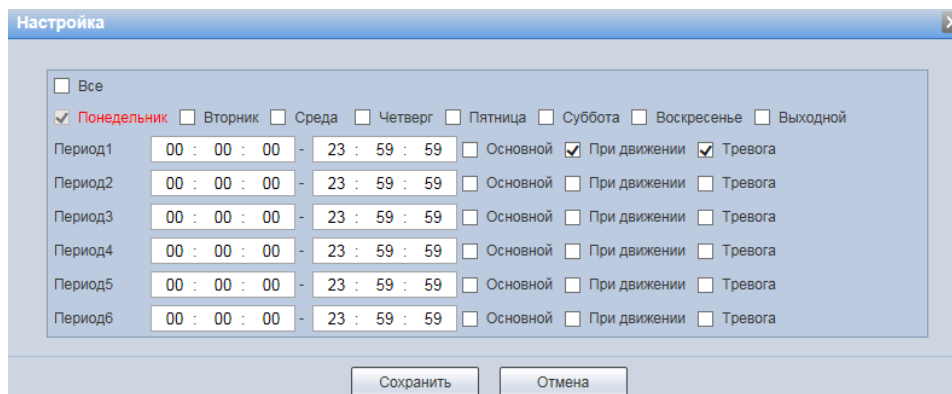 Настройка
Все
Понедельник Вторник Среда Четверг Пятница Суббота Воскресенье Выходной
Период1 00 : 00 : 00 - 23 : 59 : 59 Основной При движении Тревога
Период2 00 : 00 : 00 - 23 : 59 : 59 Основной При движении Тревога
Период3 00 : 00 : 00 - 23 : 59 : 59 Основной При движении Тревога
Период4 00 : 00 : 00 - 23 : 59 : 59 Основной При движении Тревога
Период5 00 : 00 : 00 - 23 : 59 : 59 Основной При движении Тревога
Период6 00 : 00 : 00 - 23 : 59 : 59 Основной При движении Тревога
Сохранить Отмена